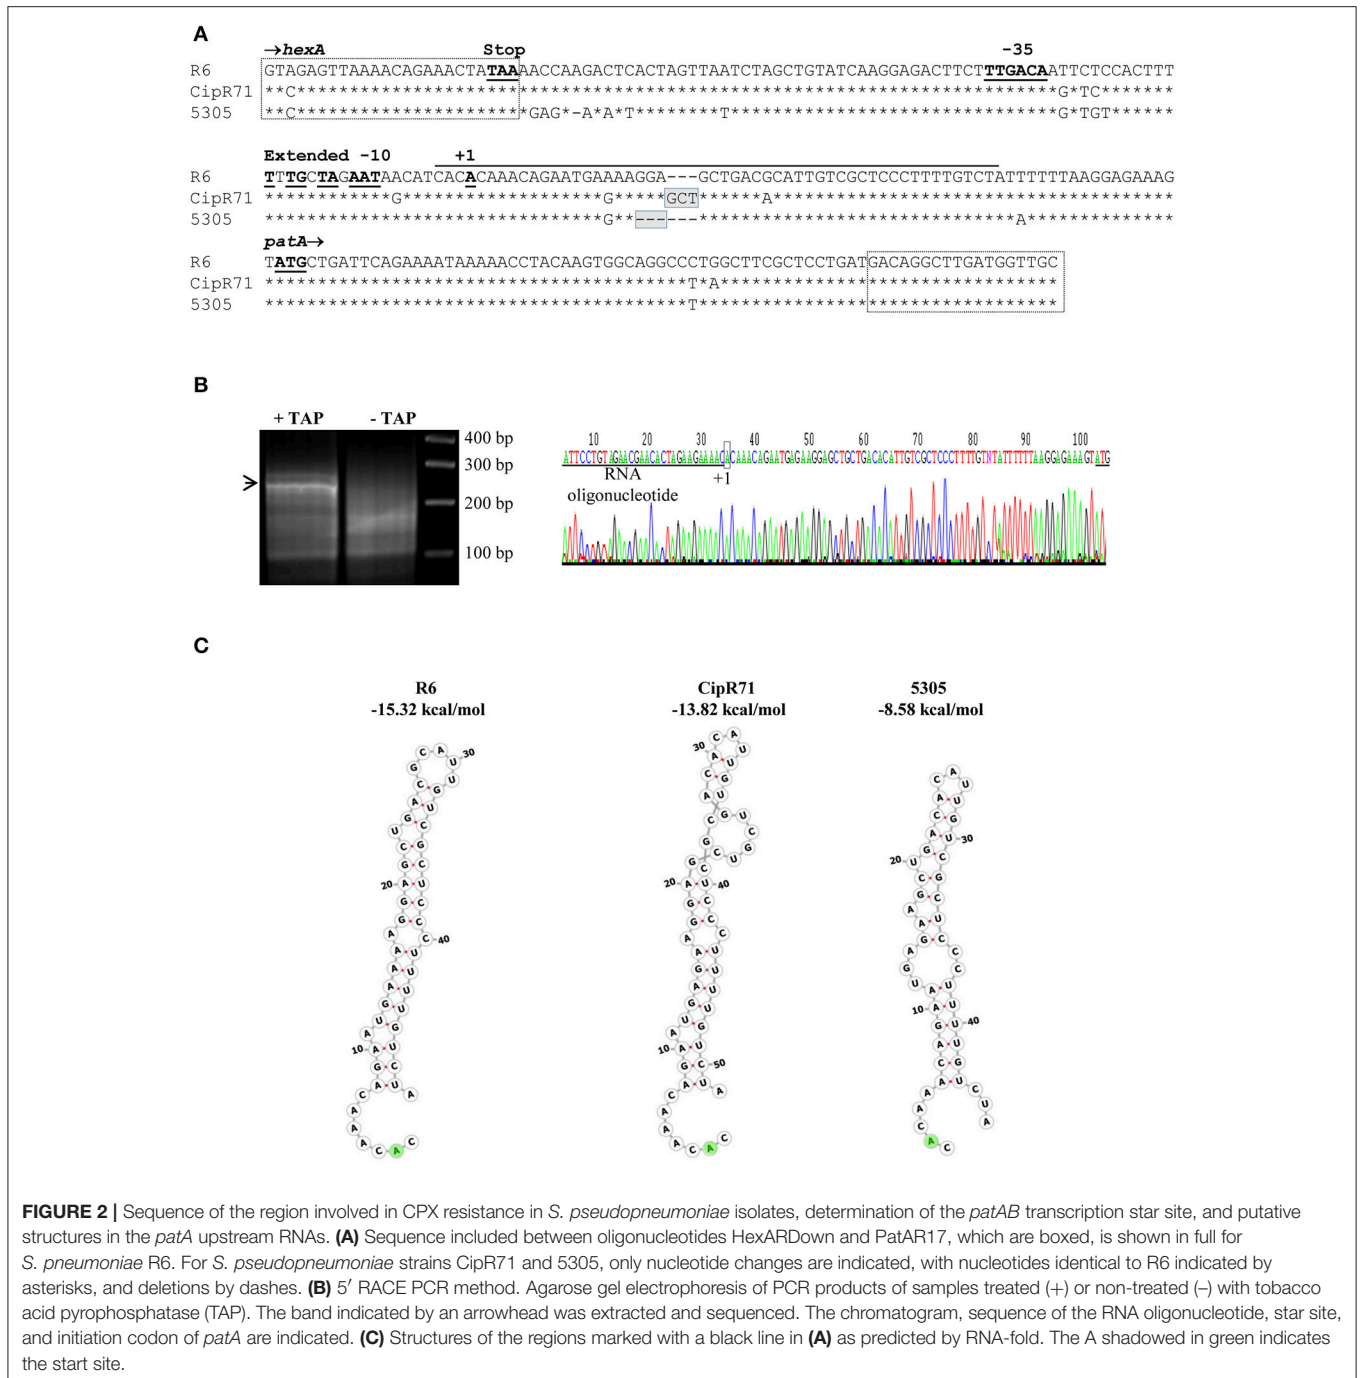 A
→hexA Stop -35
R6 GTAGAGTTAAAACAGAAACTATAAAACCAAGACTCACTAGTTAATCTAGCTGTATCAAGGAGACTTCTTTGACAATTCTCCACTTT
CipR71 **C************************************************************************G*TC*******
5305 **C**********************GAG*-A*A*T********T*******************************G*TGT******
Extended -10 +1
R6 TTTGCTAGAATAACATCACACAAACAGAATGAAAAGGA---GCTGACGCATTGTCGCTCCCTTTTGTCTATTTTTTAAGGAGAAAG
CipR71 ************G*******************G*****GCT******A**************************************
5305 ********************************G**------******************************A**************
patA→
R6 TATGCTGATTCAGAAAATAAAAACCTACAAGTGGCAGGCCCTGGCTTCGCTCCTGATGACAGGCTTGATGGTTGC
CipR71 ****************************************T*A********************************
5305 ****************************************T**********************************
B
+ TAP - TAP
400 bp
300 bp
200 bp
100 bp
10 20 30 40 50 60 70 80 90 100
ATTCCTGTAGAACGAACACTAGAAGAAAACACAAACAGAATGAGAAGGAGCTGCTGACACATTGTCGCTCCCTTTTGTNTATTTTTTAAGGAGAAAGTATG
RNA
oligonucleotide
+1
C
R6
-15.32 kcal/mol
CipR71
-13.82 kcal/mol
5305
-8.58 kcal/mol
FIGURE 2 | Sequence of the region involved in CPX resistance in S. pseudopneumoniae isolates, determination of the patAB transcription star site, and putative
structures in the patA upstream RNAs. (A) Sequence included between oligonucleotides HexARDown and PatAR17, which are boxed, is shown in full for
S. pneumoniae R6. For S. pseudopneumoniae strains CipR71 and 5305, only nucleotide changes are indicated, with nucleotides identical to R6 indicated by
asterisks, and deletions by dashes. (B) 5′ RACE PCR method. Agarose gel electrophoresis of PCR products of samples treated (+) or non-treated (–) with tobacco
acid pyrophosphatase (TAP). The band indicated by an arrowhead was extracted and sequenced. The chromatogram, sequence of the RNA oligonucleotide, star site,
and initiation codon of patA are indicated. (C) Structures of the regions marked with a black line in (A) as predicted by RNA-fold. The A shadowed in green indicates
the start site.